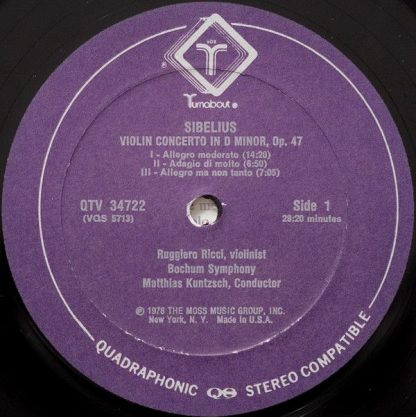 VOX
Turnabout ®
SIBELIUS
VIOLIN CONCERTO IN D MINOR, Op. 47
I - Allegro moderato (14:20)
II - Adagio di molto (6:50)
III - Allegro ma non tanto (7:05)
QTV 34722
(VQS 5713)
Side 1
28:20 minutes
Ruggiero Ricci, violinist
Bochum Symphony
Matthias Kuntzsch, Conductor
℗ © 1978 THE MOSS MUSIC GROUP, INC.
New York, N. Y. Made in U.S.A.
QUADRAPHONIC QS STEREO COMPATIBLE